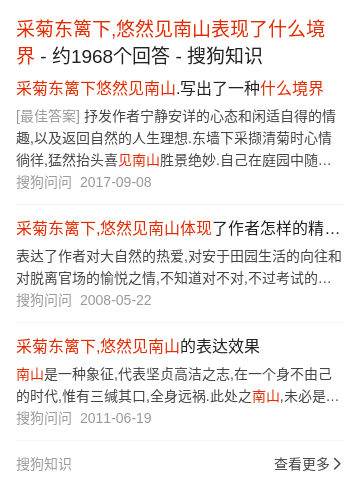 采菊东篱下,悠然见南山表现了什么境
界 - 约1968个回答 - 搜狗知识
采菊东篱下悠然见南山.写出了一种什么境界
[最佳答案] 抒发作者宁静安详的心态和闲适自得的情
趣,以及返回自然的人生理想.东墙下采撷清菊时心情
徜徉,猛然抬头喜见南山胜景绝妙.自己在庭园中随...
搜狗问问 2017-09-08
采菊东篱下,悠然见南山体现了作者怎样的精...
表达了作者对大自然的热爱,对安于田园生活的向往和
对脱离官场的愉悦之情,不知道对不对,不过考试的...
搜狗问问 2008-05-22
采菊东篱下,悠然见南山的表达效果
南山是一种象征,代表坚贞高洁之志,在一个身不由己
的时代,惟有三缄其口,全身远祸.此处之南山,未必是...
搜狗问问 2011-06-19
搜狗知识 查看更多